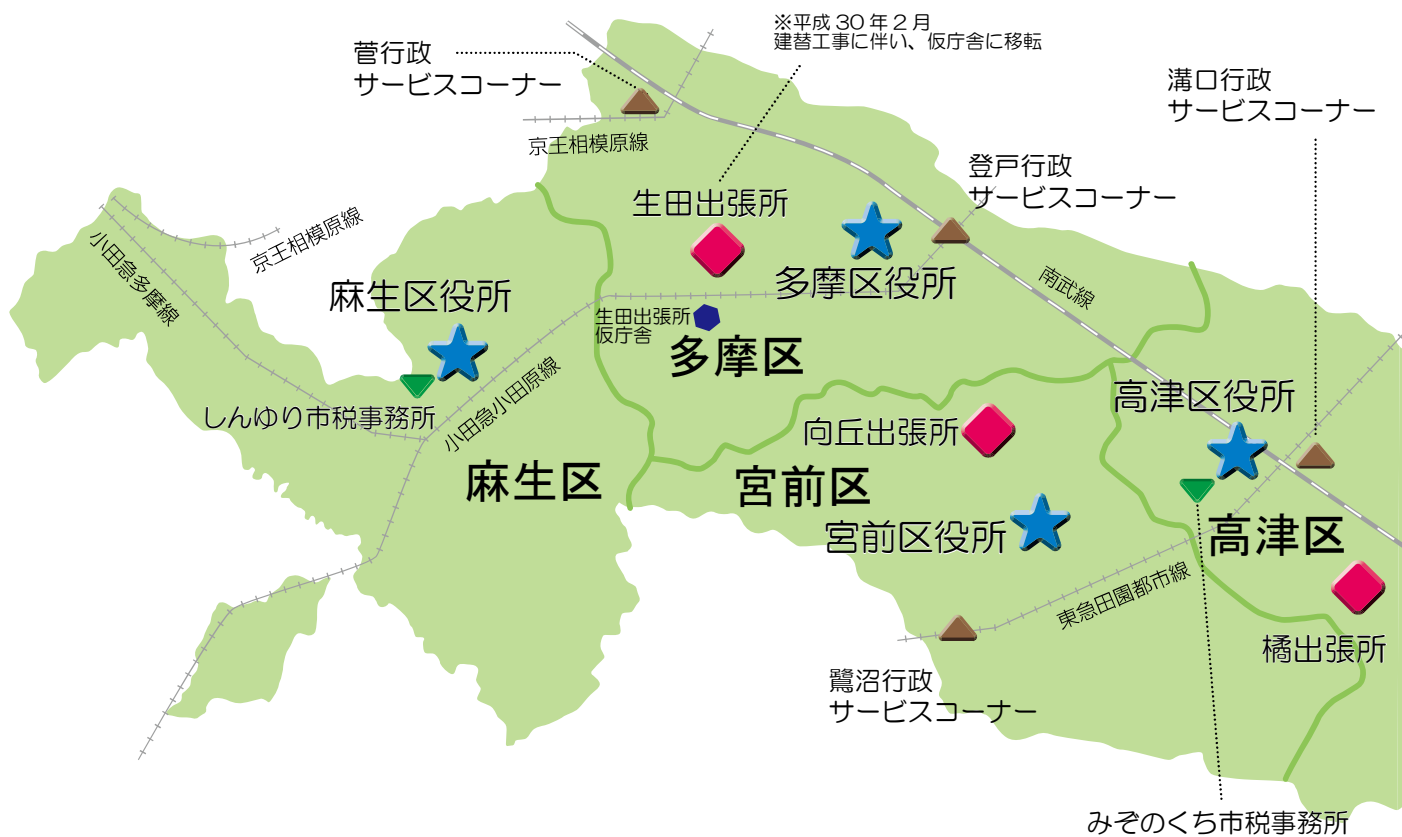 ※平成30年2月
建替工事に伴い、仮庁舎に移転
菅行政
サービスコーナー
溝口行政
サービスコーナー
京王相模原線
登戸行政
サービスコーナー
生田出張所
京王相模原線
小田急多摩線
多摩区役所
南武線
麻生区役所
生田出張所
仮庁舎
多摩区
高津区役所
しんゆり市税事務所
小田急小田原線
向丘出張所
麻生区
宮前区
宮前区役所
高津区
東急田園都市線
橘出張所
鷺沼行政
サービスコーナー
みぞのくち市税事務所